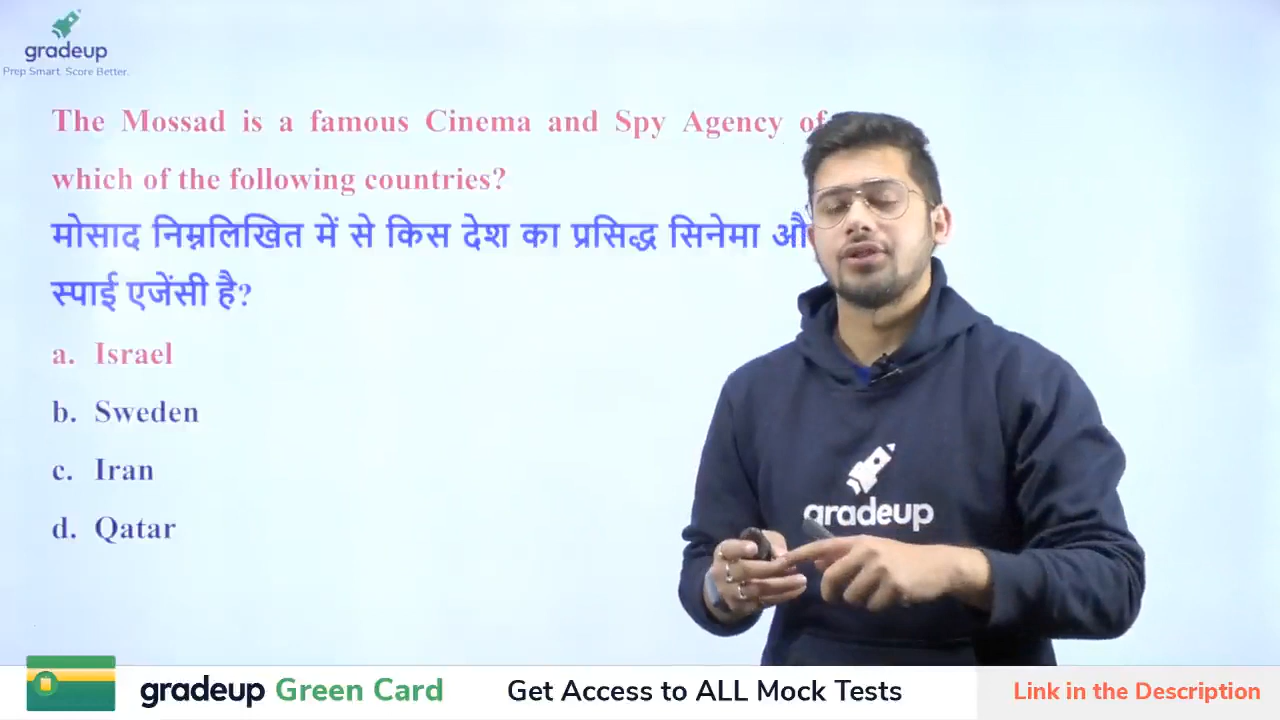 gradeup
Prep Smart. Score Better.
The Mossad is a famous Cinema and Spy Agency of
which of the following countries?
मोसाद निम्नलिखित में से किस देश का प्रसिद्ध सिनेमा
स्पाई एजेंसी है?
a. Israel
b. Sweden
c. Iran
d. Qatar
gradeup
gradeup Green Card
Get Access to ALL Mock Tests
Link in the Description